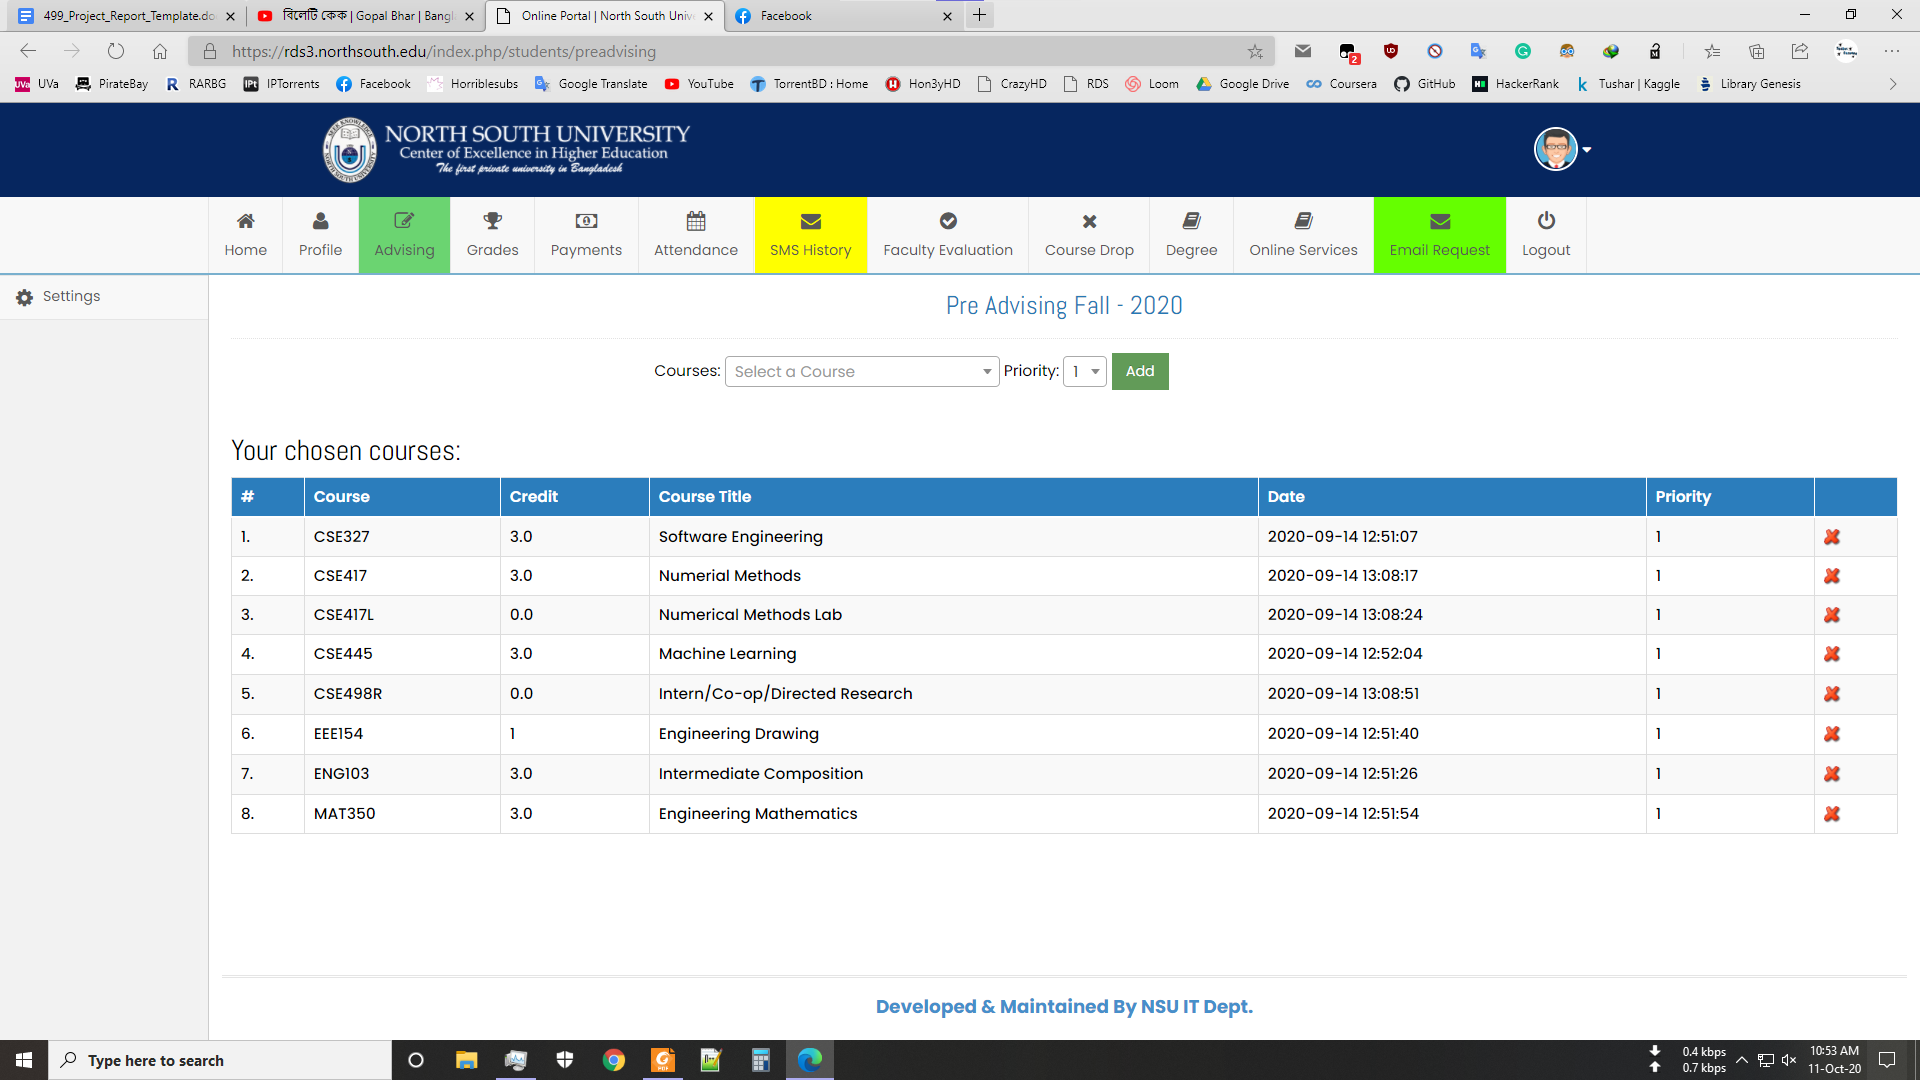 499_Project_Report_Template.do
বিলেটি কেক | Gopal Bhar | Bangl
Online Portal | North South Univ
Facebook
https://rds3.northsouth.edu/index.php/students/preadvising
2
UVa PirateBay RARBG IPTorrents Facebook Horriblesubs Google Translate YouTube TorrentBD : Home Hon3yHD CrazyHD RDS Loom Google Drive Coursera GitHub HackerRank Tushar | Kaggle Library Genesis
NORTH SOUTH UNIVERSITY
Center of Excellence in Higher Education
The first private university in Bangladesh
Home Profile Advising Grades Payments Attendance SMS History Faculty Evaluation Course Drop Degree Online Services Email Request Logout
Settings
Pre Advising Fall - 2020
Courses: Select a Course Priority: 1 Add
Your chosen courses:
# Course Credit Course Title Date Priority
1. CSE327 3.0 Software Engineering 2020-09-14 12:51:07 1
2. CSE417 3.0 Numerial Methods 2020-09-14 13:08:17 1
3. CSE417L 0.0 Numerical Methods Lab 2020-09-14 13:08:24 1
4. CSE445 3.0 Machine Learning 2020-09-14 12:52:04 1
5. CSE498R 0.0 Intern/Co-op/Directed Research 2020-09-14 13:08:51 1
6. EEE154 1 Engineering Drawing 2020-09-14 12:51:40 1
7. ENG103 3.0 Intermediate Composition 2020-09-14 12:51:26 1
8. MAT350 3.0 Engineering Mathematics 2020-09-14 12:51:54 1
Developed & Maintained By NSU IT Dept.
Type here to search
0.4 kbps
0.7 kbps
10:53 AM
11-Oct-20